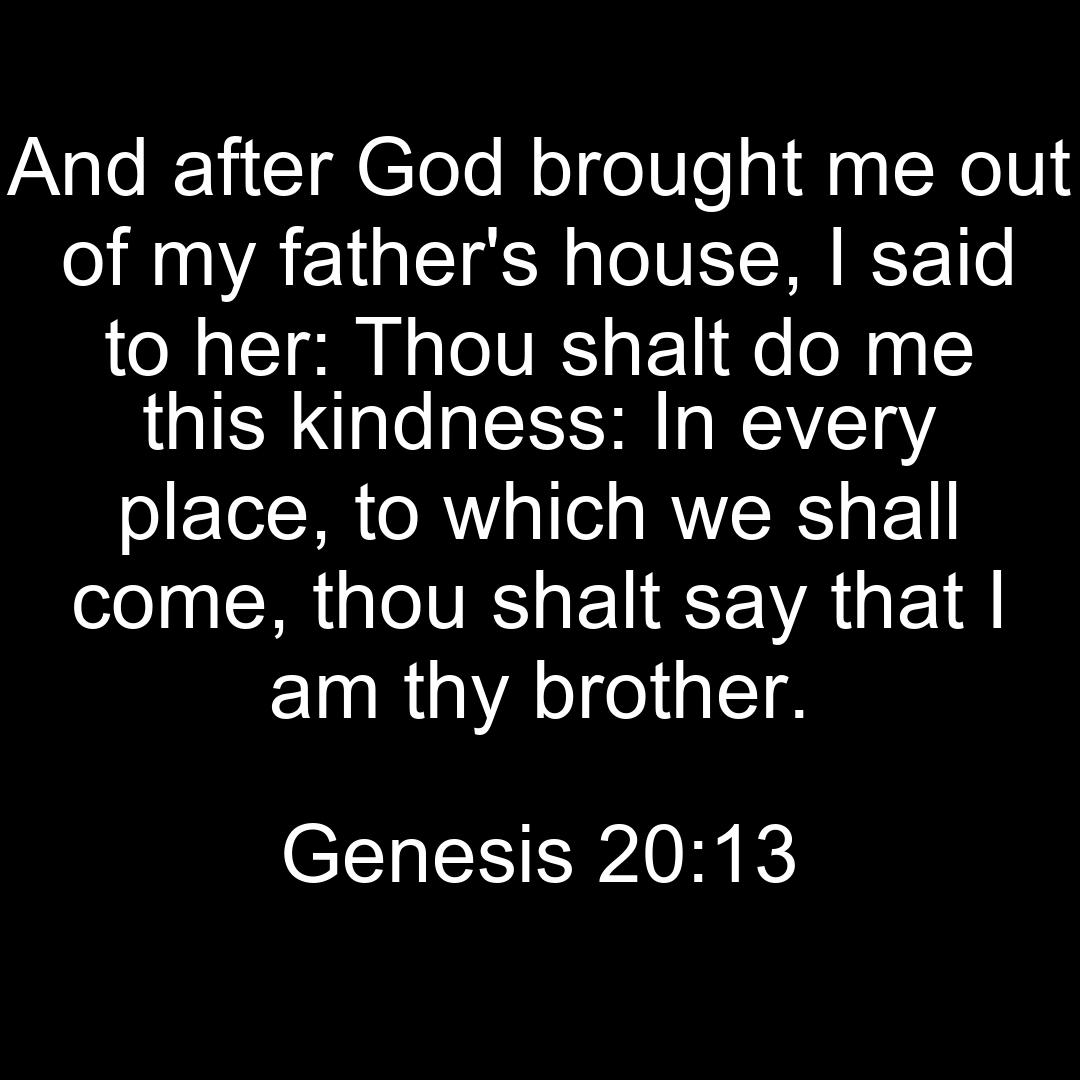 And after God brought me out
of my father's house, I said
to her: Thou shalt do me
this kindness: In every
place, to which we shall
come, thou shalt say that I
am thy brother.
Genesis 20:13